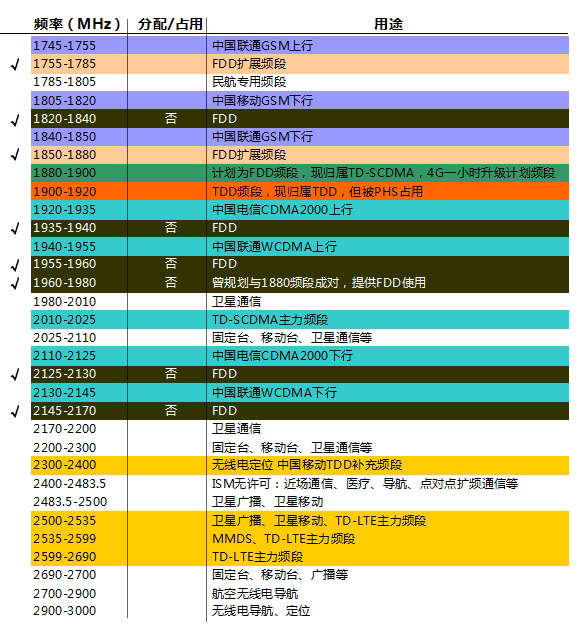 频率（MHz） 分配/占用 用途
1745-1755 中国联通GSM上行
√ 1755-1785 FDD扩展频段
1785-1805 民航专用频段
1805-1820 中国移动GSM下行
√ 1820-1840 否 FDD
1840-1850 中国联通GSM下行
√ 1850-1880 FDD扩展频段
1880-1900 计划为FDD频段，现归属TD-SCDMA，4G一小时升级计划频段
1900-1920 TDD频段，现归属TDD，但被PHS占用
1920-1935 中国电信CDMA2000上行
√ 1935-1940 否 FDD
1940-1955 中国联通WCDMA上行
√ 1955-1960 否 FDD
√ 1960-1980 否 曾规划与1880频段成对，提供FDD使用
1980-2010 卫星通信
2010-2025 TD-SCDMA主力频段
2025-2110 固定台、移动台、卫星通信等
2110-2125 中国电信CDMA2000下行
√ 2125-2130 否 FDD
2130-2145 中国联通WCDMA下行
√ 2145-2170 否 FDD
2170-2200 卫星通信
2200-2300 固定台、移动台、卫星通信等
2300-2400 无线电定位 中国移动TDD补充频段
2400-2483.5 ISM无许可：近场通信、医疗、导航、点对点扩频通信等
2483.5-2500 卫星广播、卫星移动
2500-2535 卫星广播、卫星移动、TD-LTE主力频段
2535-2599 MMDS、TD-LTE主力频段
2599-2690 TD-LTE主力频段
2690-2700 固定台、移动台、广播等
2700-2900 航空无线电导航
2900-3000 无线电导航、定位